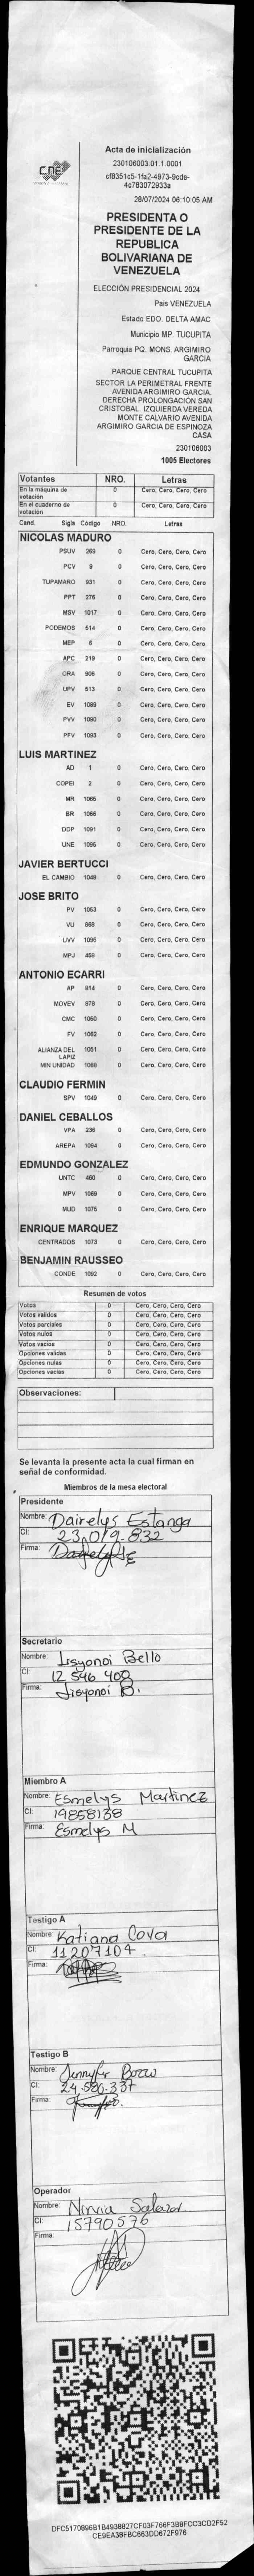 CNE
Acta de inicialización
230106003.01.1.0001
cf8351c5-1fa2-4973-9cde-
4c783072933a
28/07/2024 06:10:05 AM
PRESIDENTA O
PRESIDENTE DE LA
REPUBLICA
BOLIVARIANA DE
VENEZUELA
ELECCIÓN PRESIDENCIAL 2024
Pais VENEZUELA
Estado EDO. DELTA AMAC
Municipio MP. TUCUPITA
Parroquia PQ. MONS. ARGIMIRO
GARCIA
PARQUE CENTRAL TUCUPITA
SECTOR LA PERIMETRAL FRENTE
AVENIDA ARGIMIRO GARCIA.
DERECHA PROLONGACIÓN SAN
CRISTOBAL. IZQUIERDA VEREDA
MONTE CALVARIO AVENIDA
ARGIMIRO GARCIA DE ESPINOZA
CASA
230106003
1005 Electores
Votantes NRO. Letras
En la máquina de votación 0 Cero, Cero, Cero, Cero
En el cuaderno de votación 0 Cero, Cero, Cero, Cero
Cand. Sigla Código NRO. Letras
NICOLAS MADURO
PSUV 269 0 Cero, Cero, Cero, Cero
PCV 9 0 Cero, Cero, Cero, Cero
TUPAMARO 931 0 Cero, Cero, Cero, Cero
PPT 276 0 Cero, Cero, Cero, Cero
MSV 1017 0 Cero, Cero, Cero, Cero
PODEMOS 514 0 Cero, Cero, Cero, Cero
MEP 6 0 Cero, Cero, Cero, Cero
APC 219 0 Cero, Cero, Cero, Cero
ORA 906 0 Cero, Cero, Cero, Cero
UPV 513 0 Cero, Cero, Cero, Cero
EV 1089 0 Cero, Cero, Cero, Cero
PVV 1090 0 Cero, Cero, Cero, Cero
PFV 1093 0 Cero, Cero, Cero, Cero
LUIS MARTINEZ
AD 1 0 Cero, Cero, Cero, Cero
COPEI 2 0 Cero, Cero, Cero, Cero
MR 1065 0 Cero, Cero, Cero, Cero
BR 1066 0 Cero, Cero, Cero, Cero
DDP 1091 0 Cero, Cero, Cero, Cero
UNE 1095 0 Cero, Cero, Cero, Cero
JAVIER BERTUCCI
EL CAMBIO 1048 0 Cero, Cero, Cero, Cero
JOSE BRITO
PV 1053 0 Cero, Cero, Cero, Cero
VU 868 0 Cero, Cero, Cero, Cero
UVV 1096 0 Cero, Cero, Cero, Cero
MPJ 458 0 Cero, Cero, Cero, Cero
ANTONIO ECARRI
AP 914 0 Cero, Cero, Cero, Cero
MOVEV 878 0 Cero, Cero, Cero, Cero
CMC 1050 0 Cero, Cero, Cero, Cero
FV 1062 0 Cero, Cero, Cero, Cero
ALIANZA DEL LAPIZ 1051 0 Cero, Cero, Cero, Cero
MIN UNIDAD 1068 0 Cero, Cero, Cero, Cero
CLAUDIO FERMIN
SPV 1049 0 Cero, Cero, Cero, Cero
DANIEL CEBALLOS
VPA 236 0 Cero, Cero, Cero, Cero
AREPA 1094 0 Cero, Cero, Cero, Cero
EDMUNDO GONZALEZ
UNTC 460 0 Cero, Cero, Cero, Cero
MPV 1069 0 Cero, Cero, Cero, Cero
MUD 1075 0 Cero, Cero, Cero, Cero
ENRIQUE MARQUEZ
CENTRADOS 1073 0 Cero, Cero, Cero, Cero
BENJAMIN RAUSSEO
CONDE 1092 0 Cero, Cero, Cero, Cero
Resumen de votos
Votos 0 Cero, Cero, Cero, Cero
Votos validos 0 Cero, Cero, Cero, Cero
Votos parciales 0 Cero, Cero, Cero, Cero
Votos nulos 0 Cero, Cero, Cero, Cero
Votos vacios 0 Cero, Cero, Cero, Cero
Opciones validas 0 Cero, Cero, Cero, Cero
Opciones nulas 0 Cero, Cero, Cero, Cero
Opciones vacias 0 Cero, Cero, Cero, Cero
Observaciones:
Se levanta la presente acta la cual firman en
señal de conformidad.
Miembros de la mesa electoral
Presidente
Nombre: Dairelys Estanga
CI: 23.019.832
Firma:
Secretario
Nombre: Lisyonoi Bello
CI: 12 546 408
Firma: Lisyonoi B.
Miembro A
Nombre: Esmelys Martinez
CI: 19858138
Firma: Esmelys M
Testigo A
Nombre: Katiana Cova
CI: 11207104
Firma:
Testigo B
Nombre: Jennyfer
CI: 24.580.337
Firma:
Operador
Nombre: Nirvia Salazar
CI: 15790576
Firma:
DFC5170B96B1B4938827CF03F766F3B8FCC3CD2F52
CE9EA38FBC663DD672F976